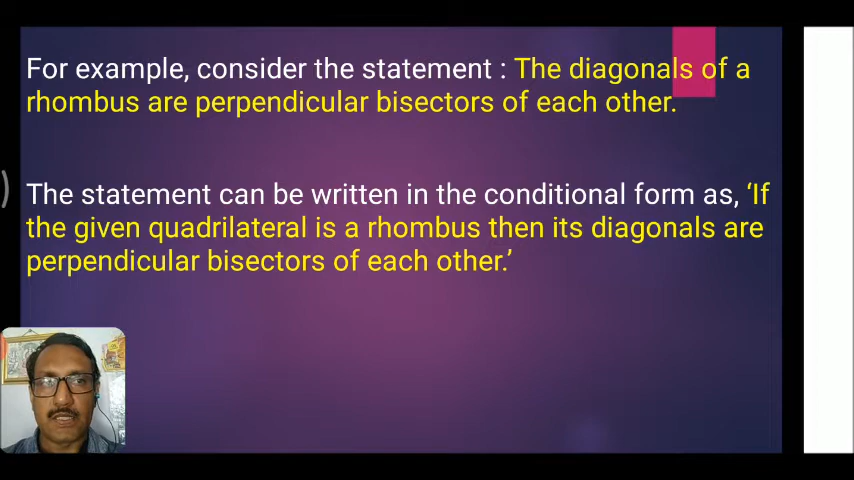 For example, consider the statement : The diagonals of a
rhombus are perpendicular bisectors of each other.
The statement can be written in the conditional form as, ‘If
the given quadrilateral is a rhombus then its diagonals are
perpendicular bisectors of each other.’